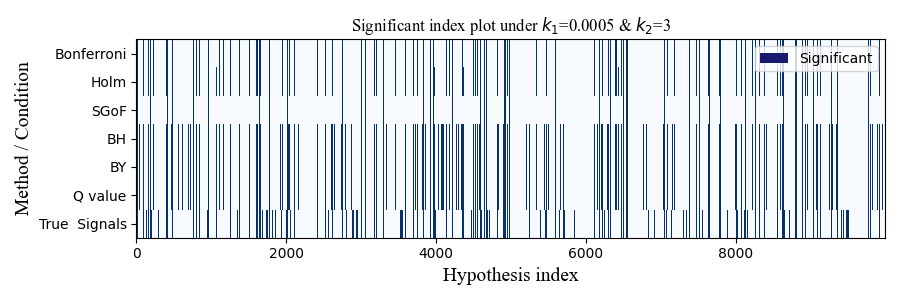 Significant index plot under k₁=0.0005 & k₂=3
Method / Condition
Bonferroni
Holm
SGoF
BH
BY
Q value
True  Signals
Significant
0 2000 4000 6000 8000
Hypothesis index